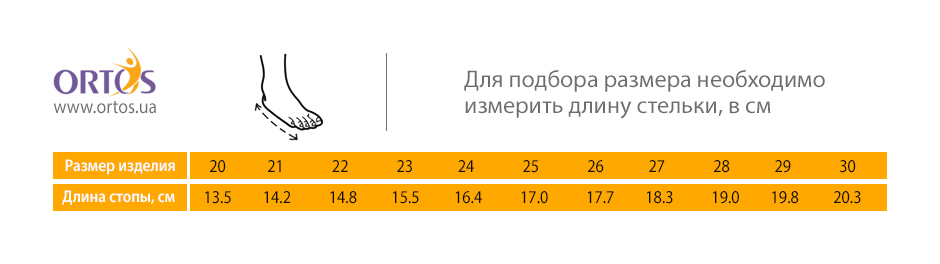 ORTOS
www.ortos.ua
Для подбора размера необходимо
измерить длину стельки, в см
Размер изделия 20 21 22 23 24 25 26 27 28 29 30
Длина стопы, см 13.5 14.2 14.8 15.5 16.4 17.0 17.7 18.3 19.0 19.8 20.3